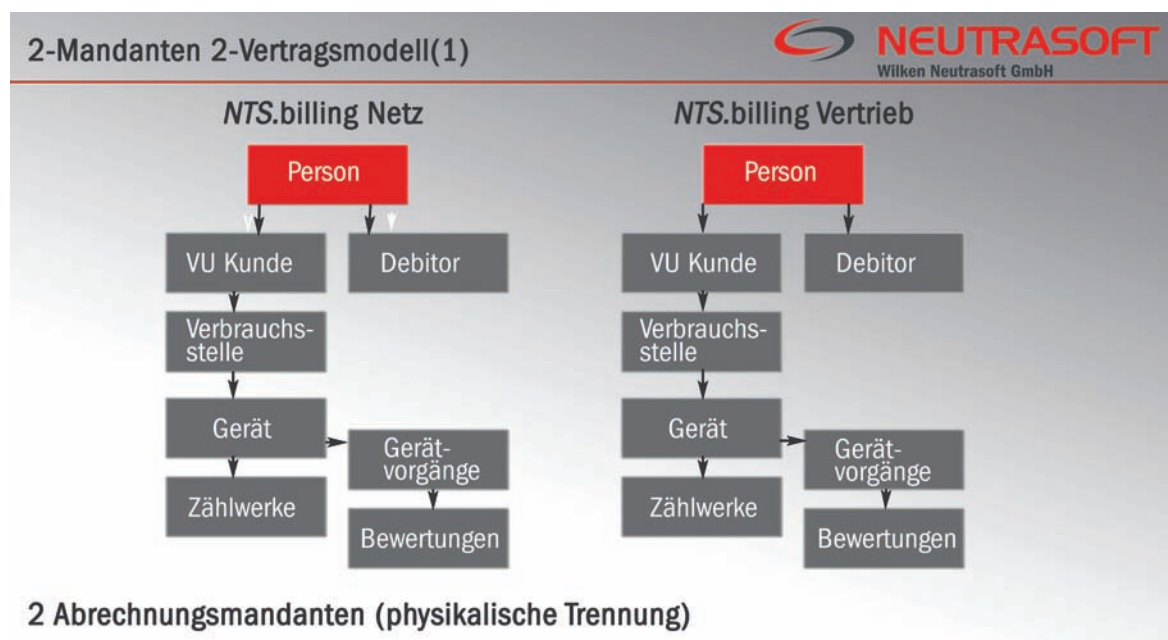 2-Mandanten 2-Vertragsmodell(1)
NEUTRASOFT
Wilken Neutrasoft GmbH
NTS.billing Netz
Person
VU Kunde
Debitor
Verbrauchs-
stelle
Gerät
Gerät-
vorgänge
Zählwerke
Bewertungen
NTS.billing Vertrieb
Person
VU Kunde
Debitor
Verbrauchs-
stelle
Gerät
Gerät-
vorgänge
Zählwerke
Bewertungen
2 Abrechnungsmandanten (physikalische Trennung)